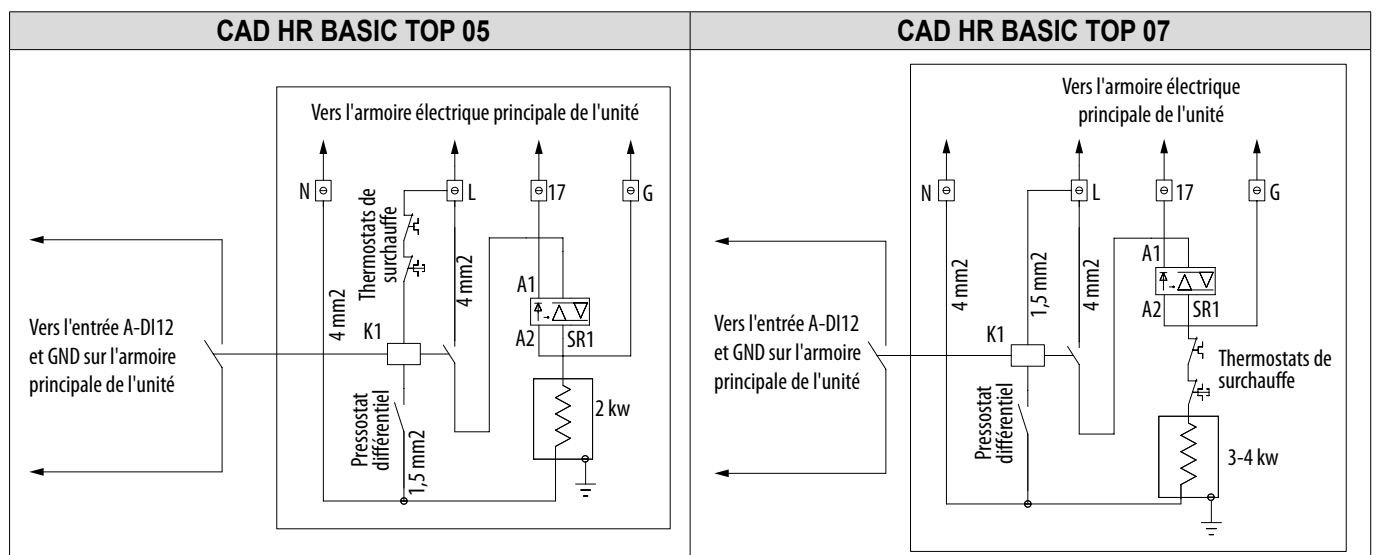 CAD HR BASIC TOP 05
Vers l'armoire électrique principale de l'unité
N
L
17
G
Thermostats de
surchauffe
4 mm2
4 mm2
A1
A2
SR1
K1
Vers l'entrée A-DI12
et GND sur l'armoire
principale de l'unité
Pressostat
différentiel
1,5 mm2
2 kw
CAD HR BASIC TOP 07
Vers l'armoire électrique
principale de l'unité
N
L
17
G
4 mm2
1,5 mm2
4 mm2
A1
A2
SR1
K1
Vers l'entrée A-DI12
et GND sur l'armoire
principale de l'unité
Thermostats de
surchauffe
Pressostat
différentiel
3-4 kw